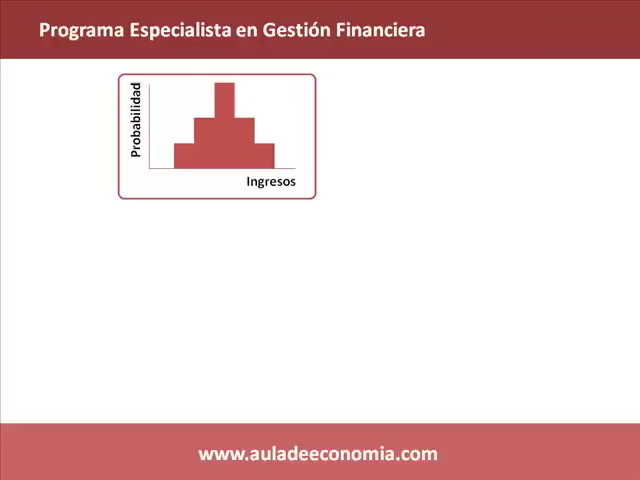 Programa Especialista en Gestión Financiera
Probabilidad
Ingresos
www.auladeeconomia.com